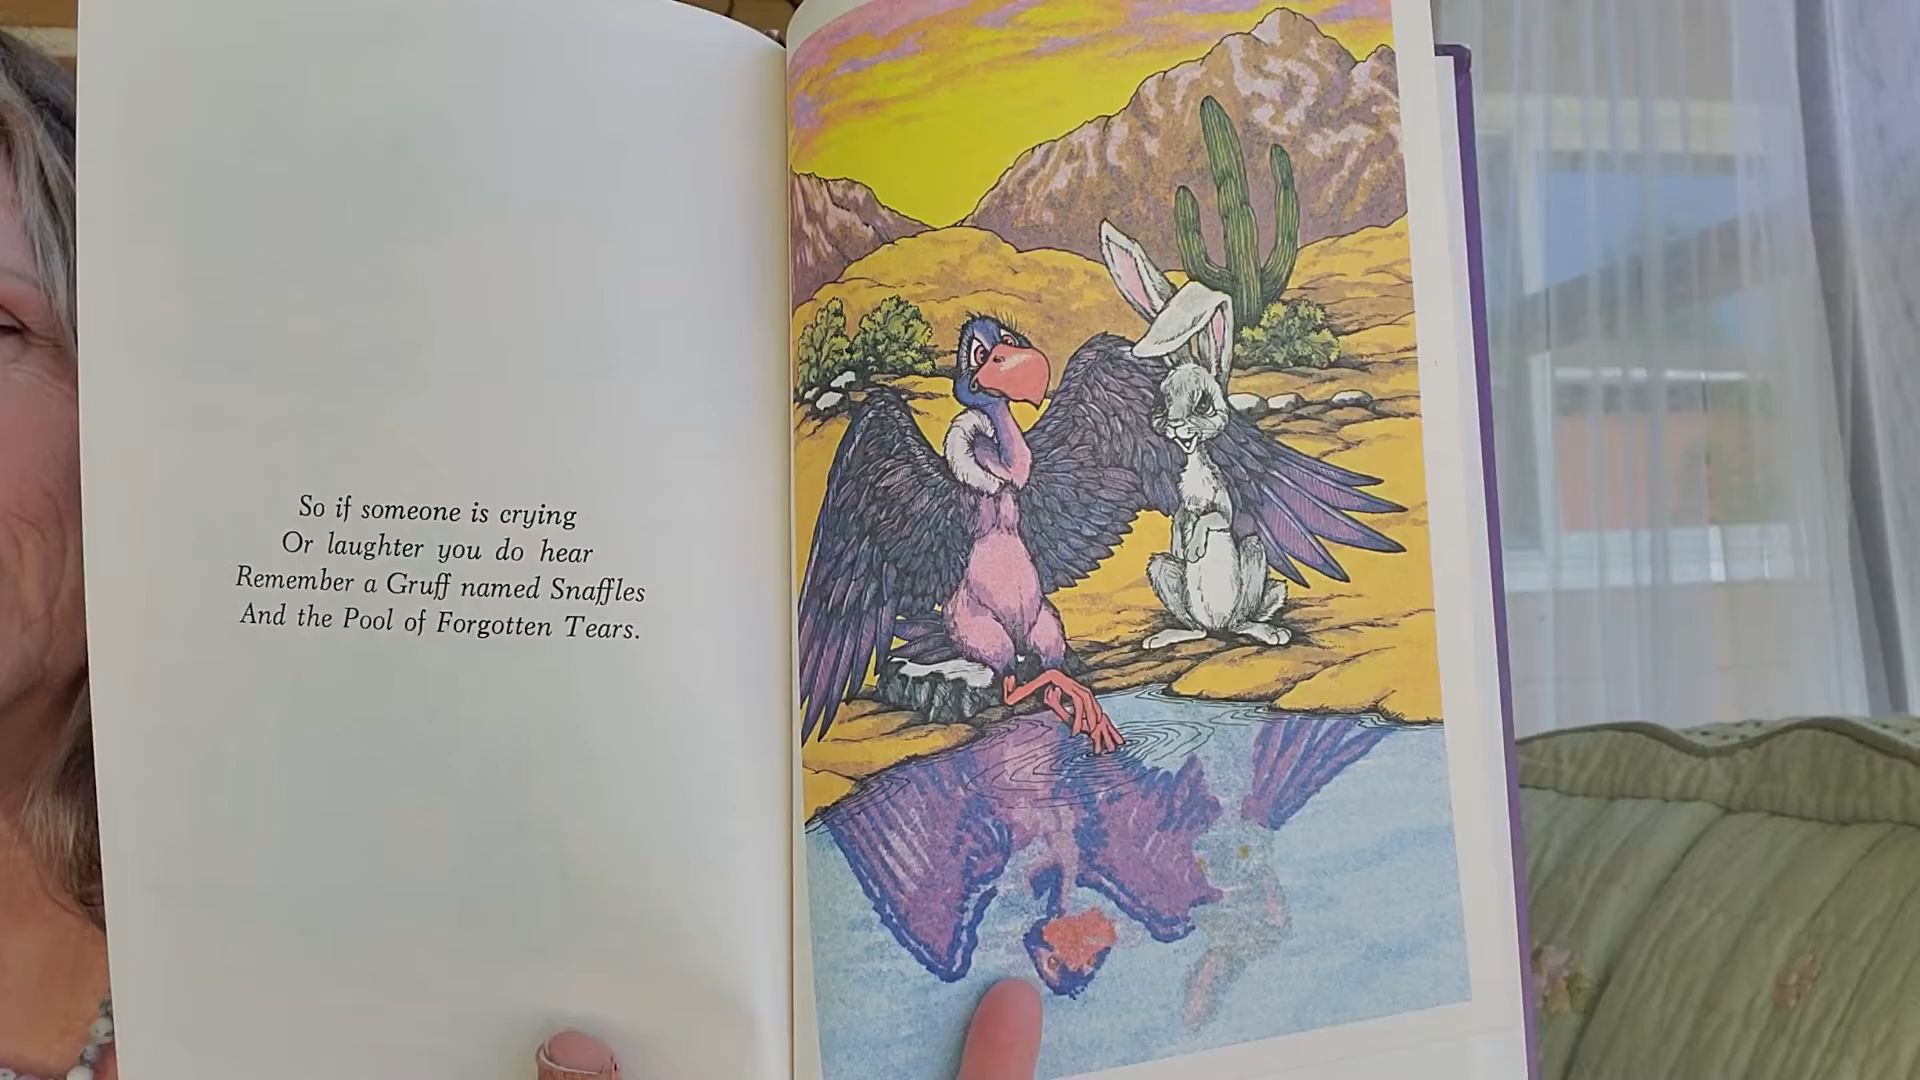 So if someone is crying
Or laughter you do hear
Remember a Gruff named Snaffles
And the Pool of Forgotten Tears.